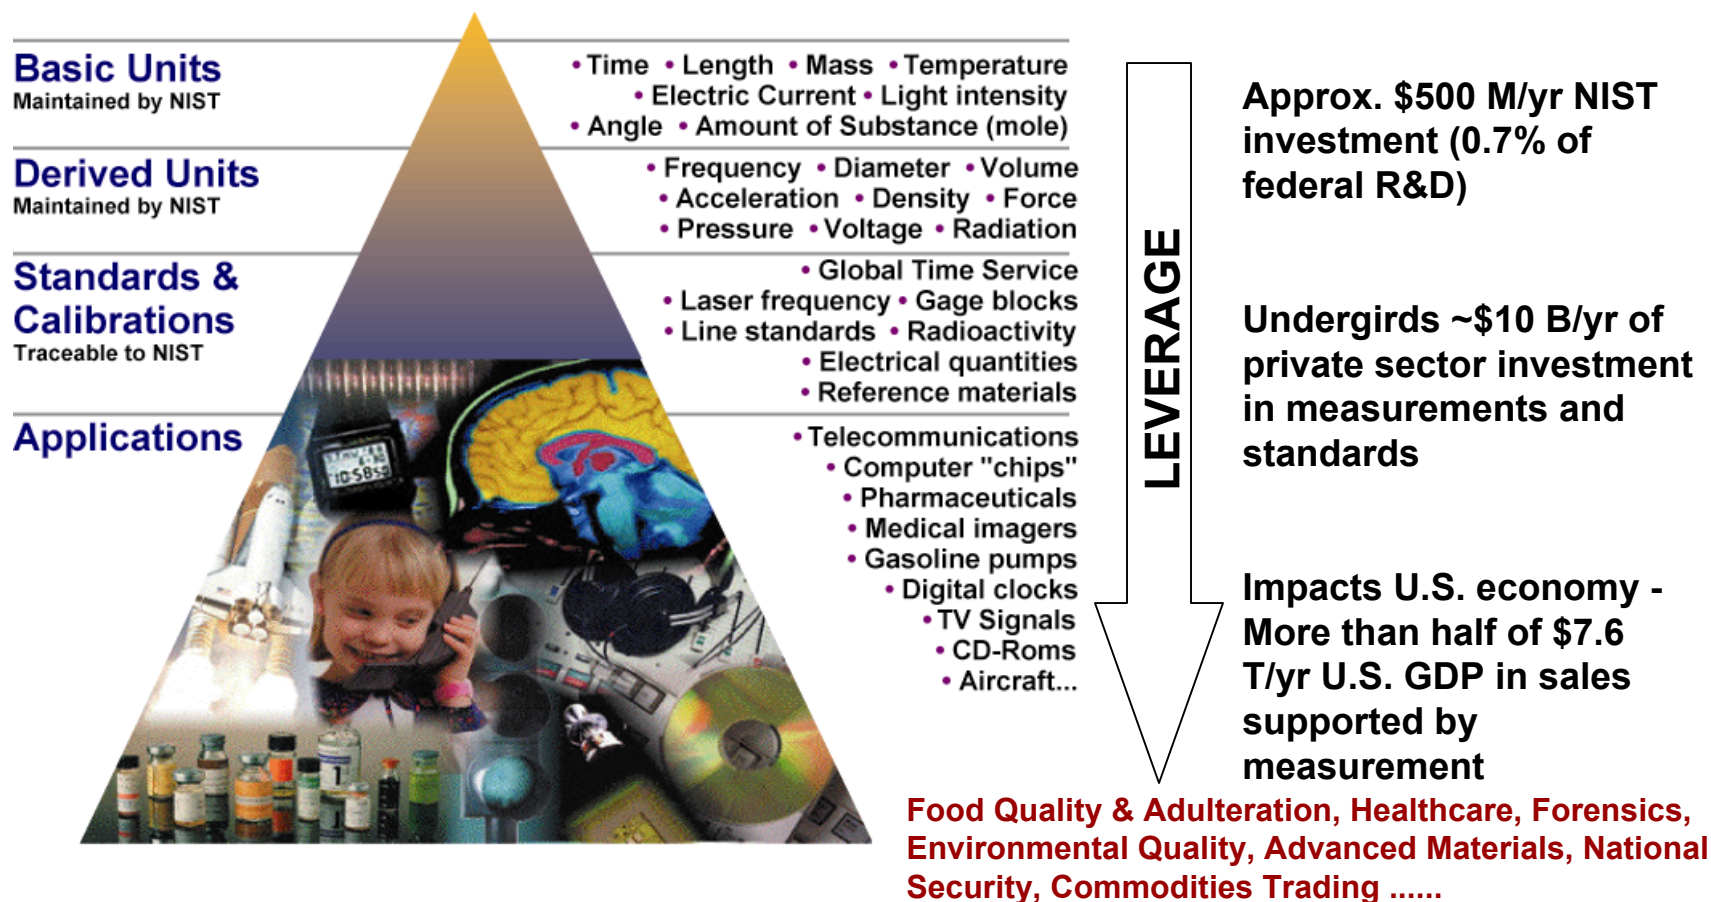 Basic Units
Maintained by NIST
• Time • Length • Mass • Temperature
• Electric Current • Light intensity
• Angle • Amount of Substance (mole)
Derived Units
Maintained by NIST
• Frequency • Diameter • Volume
• Acceleration • Density • Force
• Pressure • Voltage • Radiation
Standards &
Calibrations
Traceable to NIST
• Global Time Service
• Laser frequency • Gage blocks
• Line standards • Radioactivity
• Electrical quantities
• Reference materials
Applications
• Telecommunications
• Computer "chips"
• Pharmaceuticals
• Medical imagers
• Gasoline pumps
• Digital clocks
• TV Signals
• CD-Roms
• Aircraft...
10:58
1
LEVERAGE
Approx. $500 M/yr NIST
investment (0.7% of
federal R&D)
Undergirds ~$10 B/yr of
private sector investment
in measurements and
standards
Impacts U.S. economy -
More than half of $7.6
T/yr U.S. GDP in sales
supported by
measurement
Food Quality & Adulteration, Healthcare, Forensics,
Environmental Quality, Advanced Materials, National
Security, Commodities Trading ......